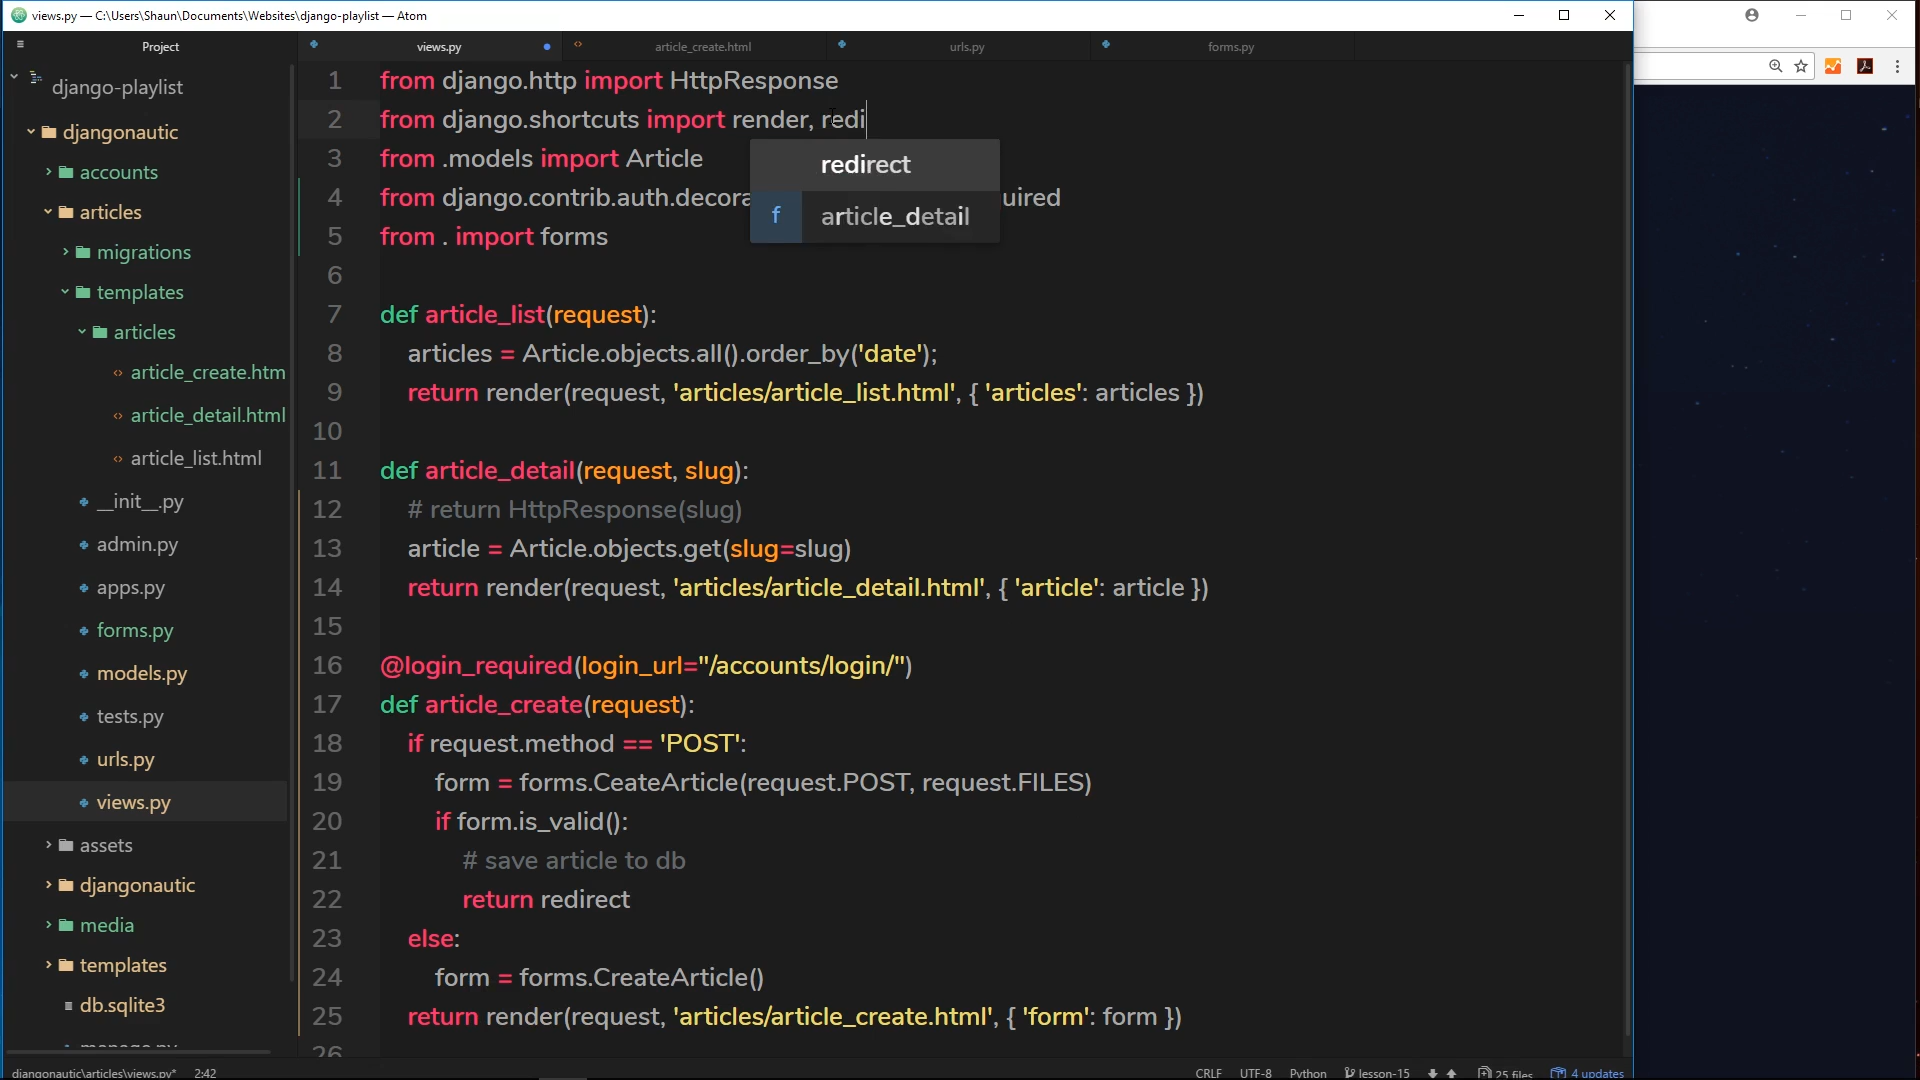 views.py — C:\Users\Shaun\Documents\Websites\django-playlist — Atom
Project
views.py
article_create.html
urls.py
forms.py
django-playlist
djangonautic
accounts
articles
migrations
templates
articles
article_create.htm
article_detail.html
article_list.html
__init__.py
admin.py
apps.py
forms.py
models.py
tests.py
urls.py
views.py
assets
djangonautic
media
templates
db.sqlite3
1 from django.http import HttpResponse
2 from django.shortcuts import render, redi
3 from .models import Article
4 from django.contrib.auth.decora uired
5 from . import forms
6
7 def article_list(request):
8 articles = Article.objects.all().order_by('date');
9 return render(request, 'articles/article_list.html', { 'articles': articles })
10
11 def article_detail(request, slug):
12 # return HttpResponse(slug)
13 article = Article.objects.get(slug=slug)
14 return render(request, 'articles/article_detail.html', { 'article': article })
15
16 @login_required(login_url="/accounts/login/")
17 def article_create(request):
18 if request.method == 'POST':
19 form = forms.CeateArticle(request.POST, request.FILES)
20 if form.is_valid():
21 # save article to db
22 return redirect
23 else:
24 form = forms.CreateArticle()
25 return render(request, 'articles/article_create.html', { 'form': form })
26
redirect
f article_detail
djangonautic\articles\views.py* 2:42
CRLF UTF-8 Python lesson-15 25 files 4 updates